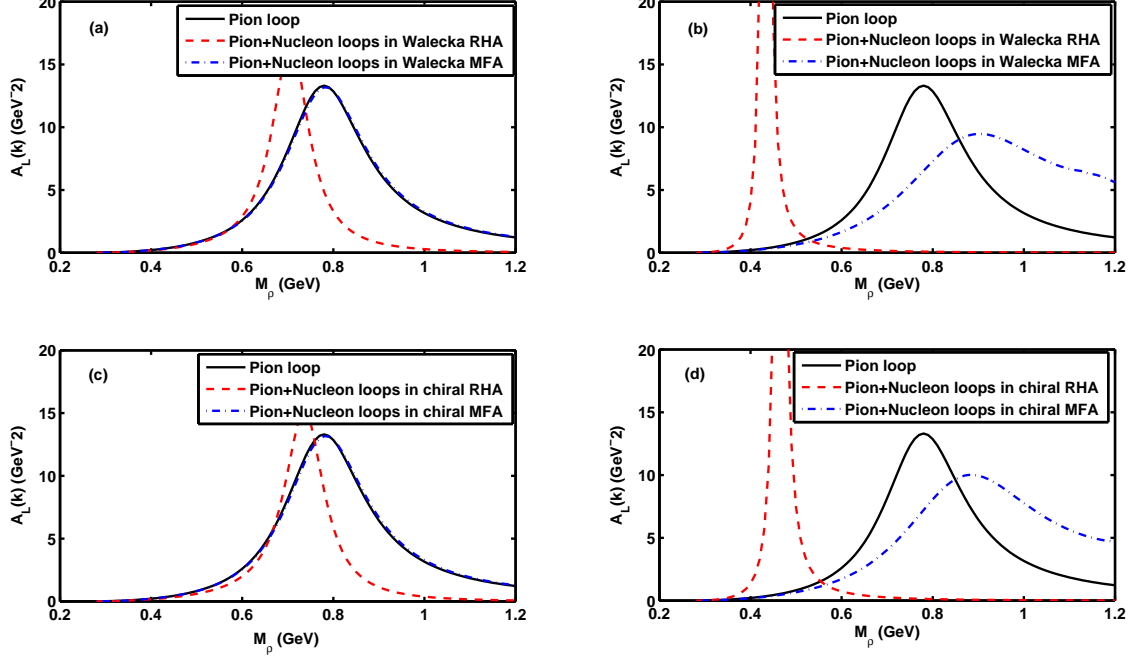 (a)
Pion loop
Pion+Nucleon loops in Walecka RHA
Pion+Nucleon loops in Walecka MFA
A_L(k) (GeV^-2)
20
15
10
5
0
0.2 0.4 0.6 0.8 1 1.2
M_ρ (GeV)
(b)
Pion loop
Pion+Nucleon loops in Walecka RHA
Pion+Nucleon loops in Walecka MFA
A_L(k) (GeV^-2)
20
15
10
5
0
0.2 0.4 0.6 0.8 1 1.2
M_ρ (GeV)
(c)
Pion loop
Pion+Nucleon loops in chiral RHA
Pion+Nucleon loops in chiral MFA
A_L(k) (GeV^-2)
20
15
10
5
0
0.2 0.4 0.6 0.8 1 1.2
M_ρ (GeV)
(d)
Pion loop
Pion+Nucleon loops in chiral RHA
Pion+Nucleon loops in chiral MFA
A_L(k) (GeV^-2)
20
15
10
5
0
0.2 0.4 0.6 0.8 1 1.2
M_ρ (GeV)